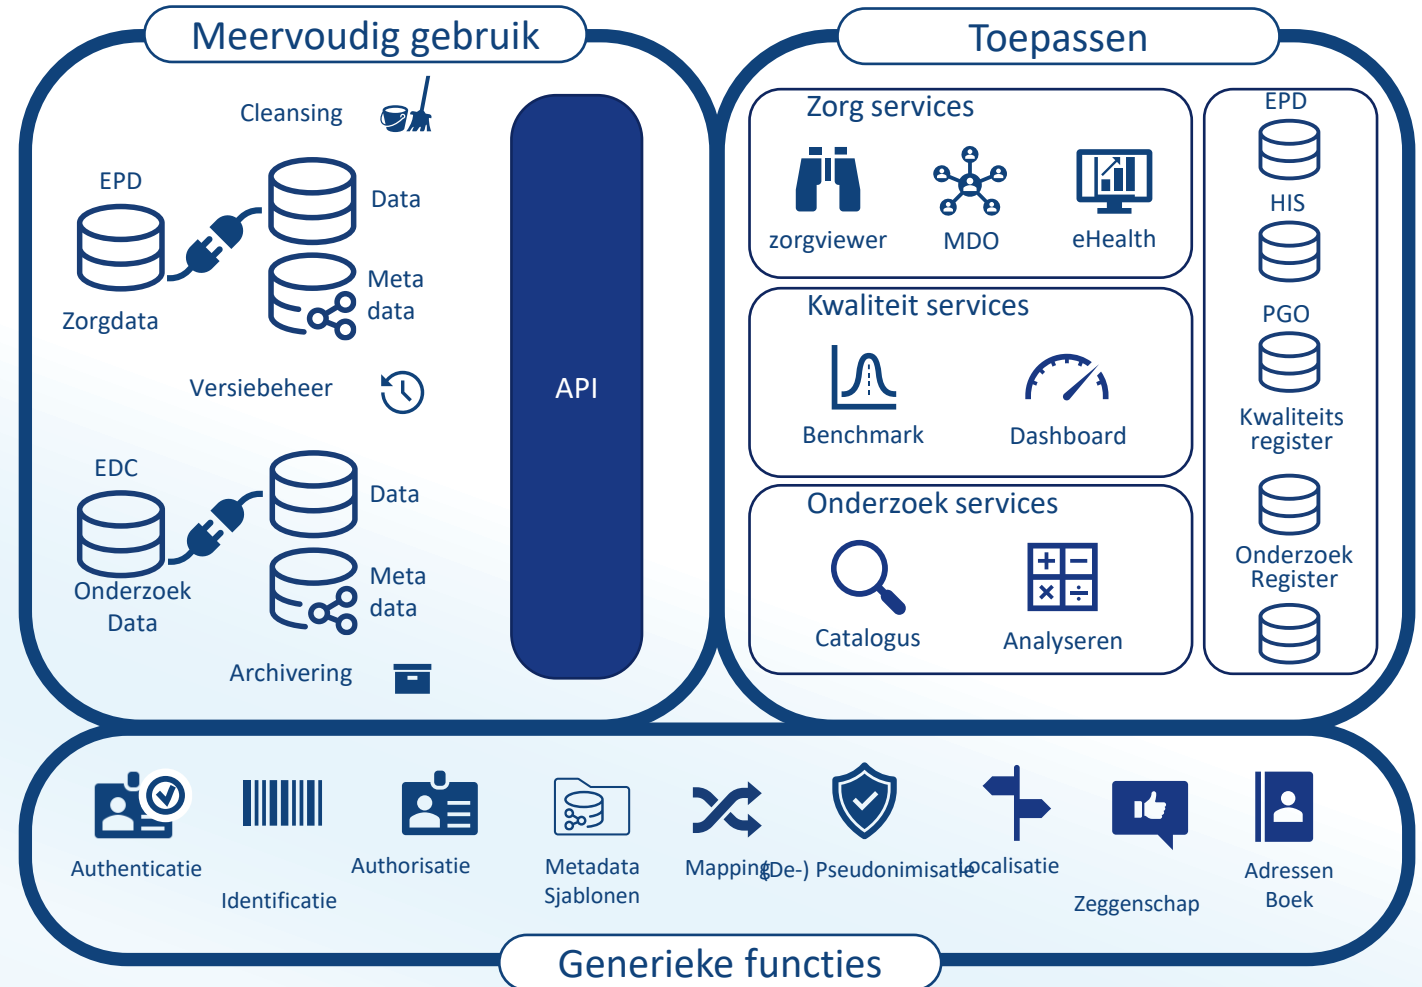 Meervoudig gebruik
Cleansing
EPD
Data
Meta
data
Zorgdata
Versiebeheer
EDC
Data
Onderzoek
Data
Meta
data
Archivering
API
Toepassen
Zorg services
zorgviewer
MDO
eHealth
Kwaliteit services
Benchmark
Dashboard
Onderzoek services
Catalogus
Analyseren
EPD
HIS
PGO
Kwaliteits
register
Onderzoek
Register
Authenticatie
Identificatie
Authorisatie
Metadata
Sjablonen
Mapping
(De-) Pseudonimisatie
Localisatie
Zeggenschap
Adressen
Boek
Generieke functies